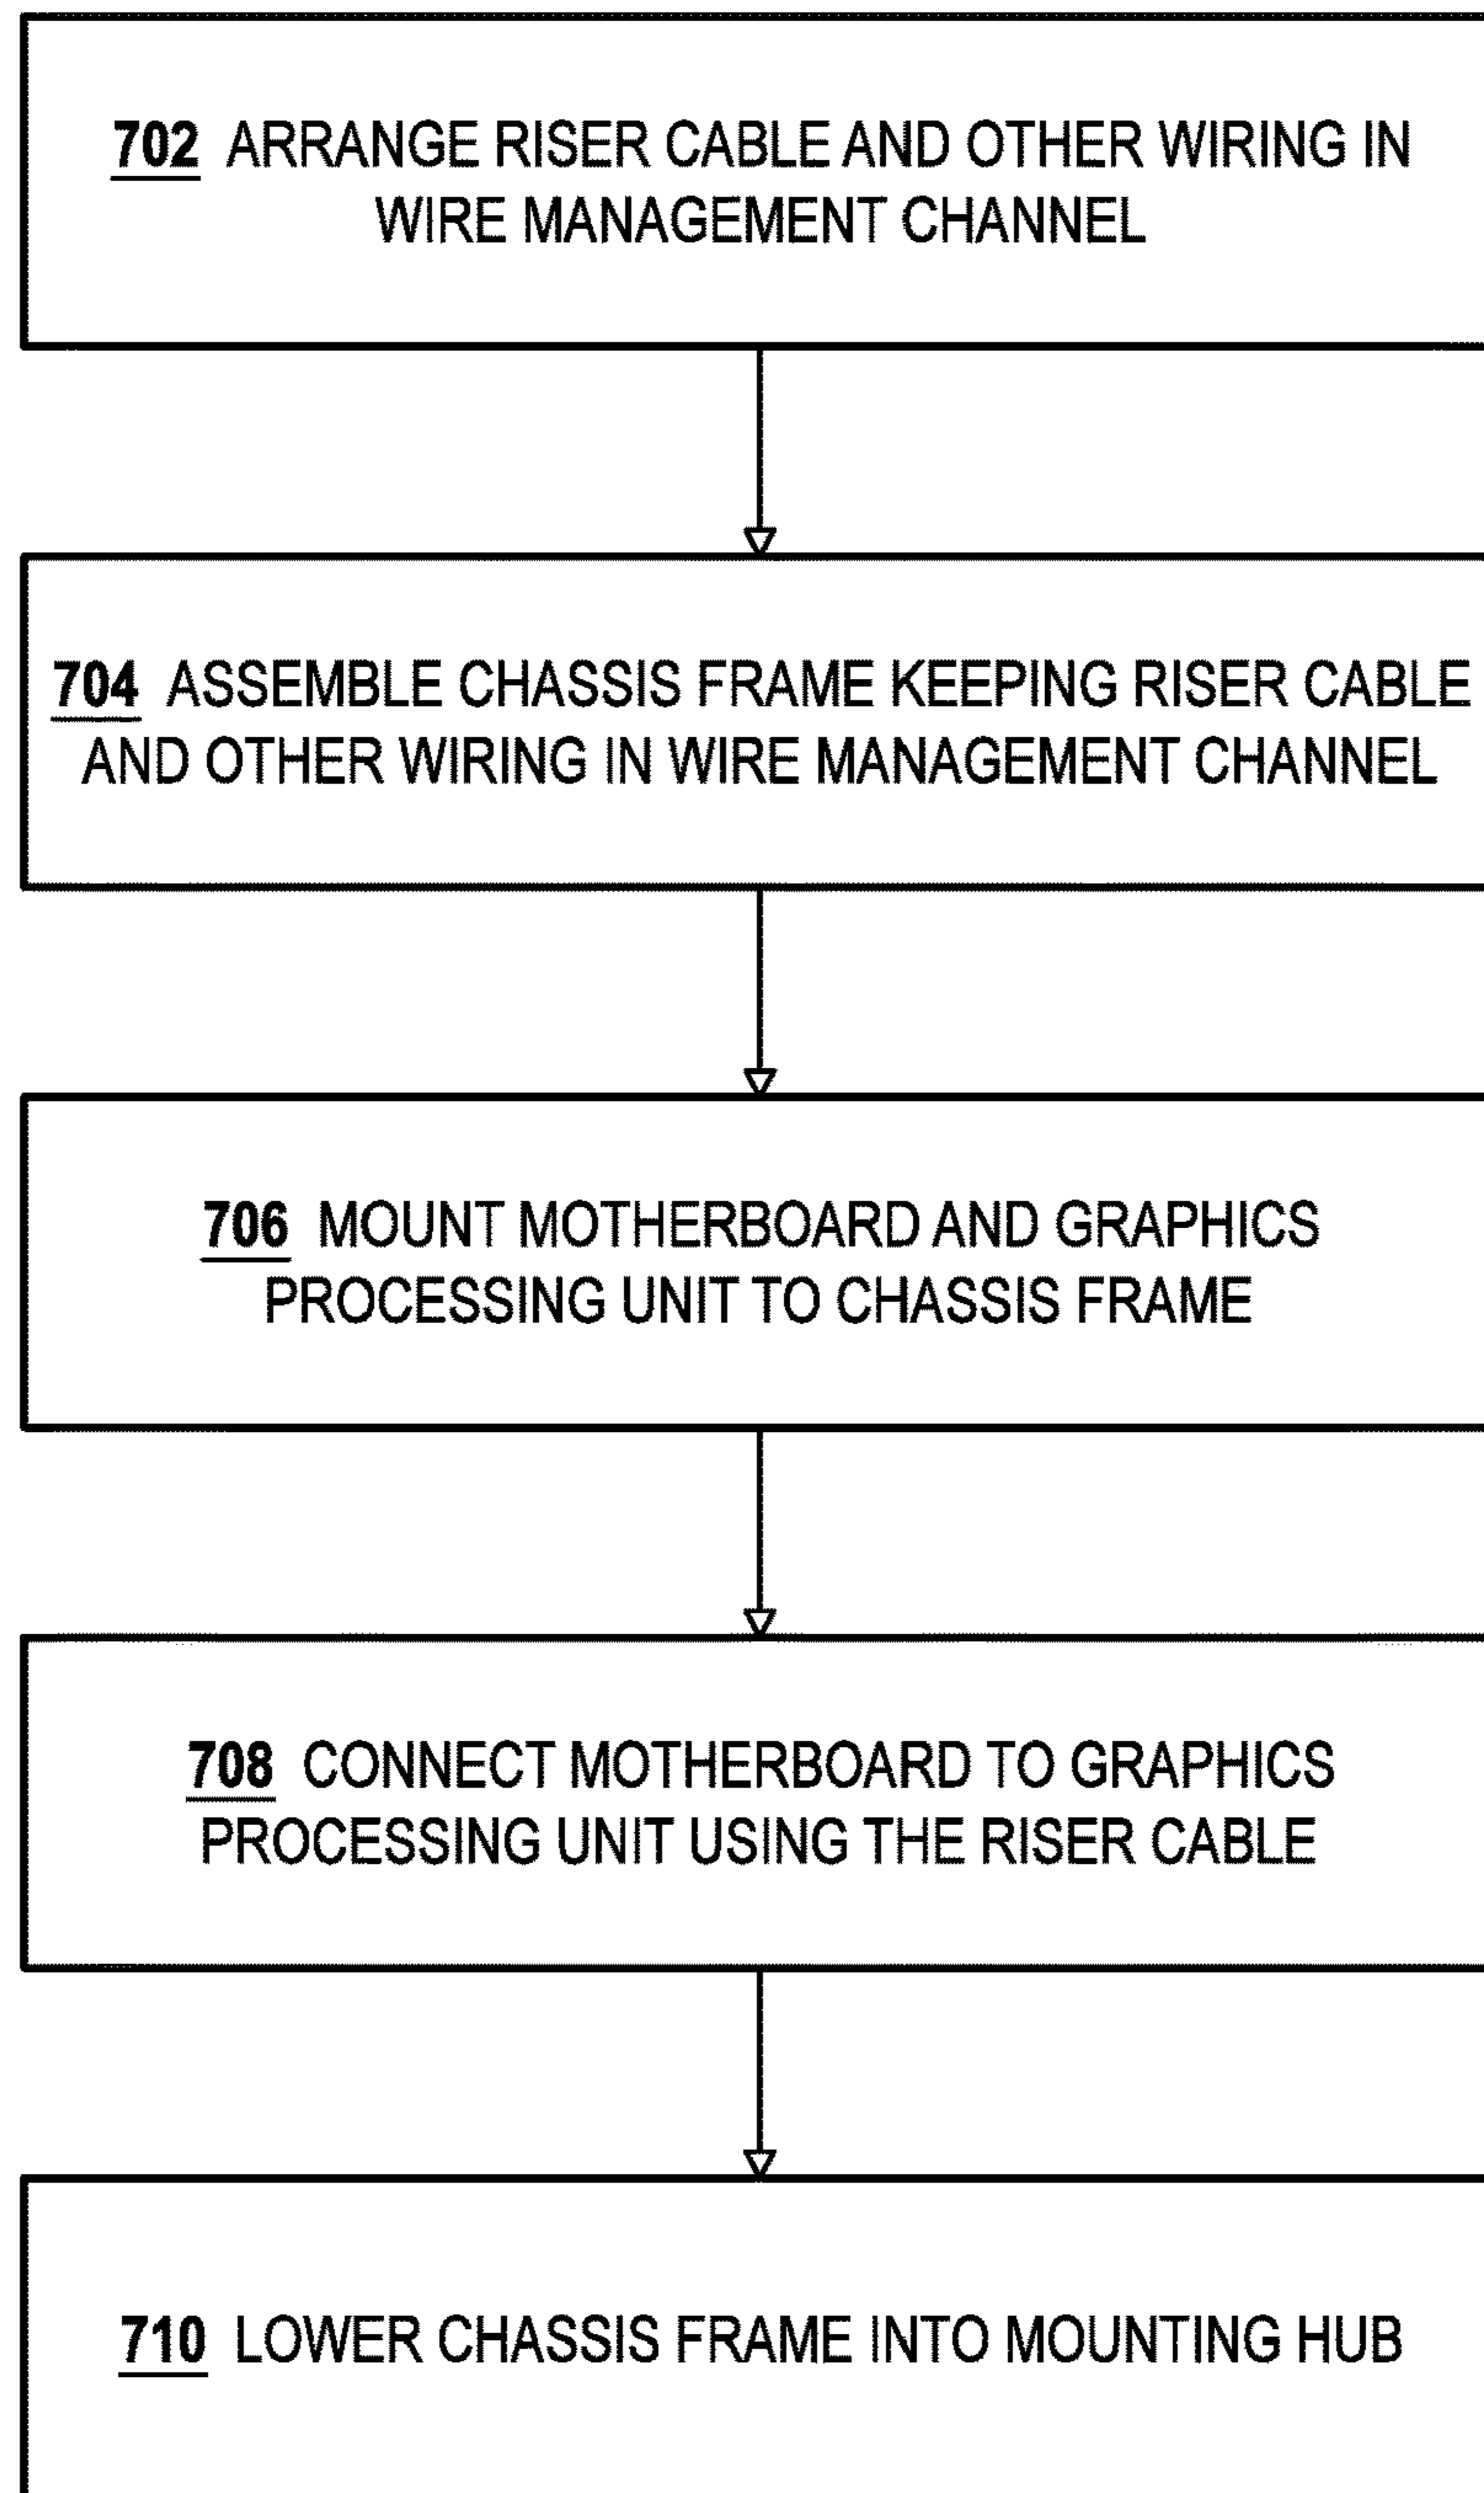 702 ARRANGE RISER CABLE AND OTHER WIRING IN
WIRE MANAGEMENT CHANNEL
704 ASSEMBLE CHASSIS FRAME KEEPING RISER CABLE
AND OTHER WIRING IN WIRE MANAGEMENT CHANNEL
706 MOUNT MOTHERBOARD AND GRAPHICS
PROCESSING UNIT TO CHASSIS FRAME
708 CONNECT MOTHERBOARD TO GRAPHICS
PROCESSING UNIT USING THE RISER CABLE
710 LOWER CHASSIS FRAME INTO MOUNTING HUB